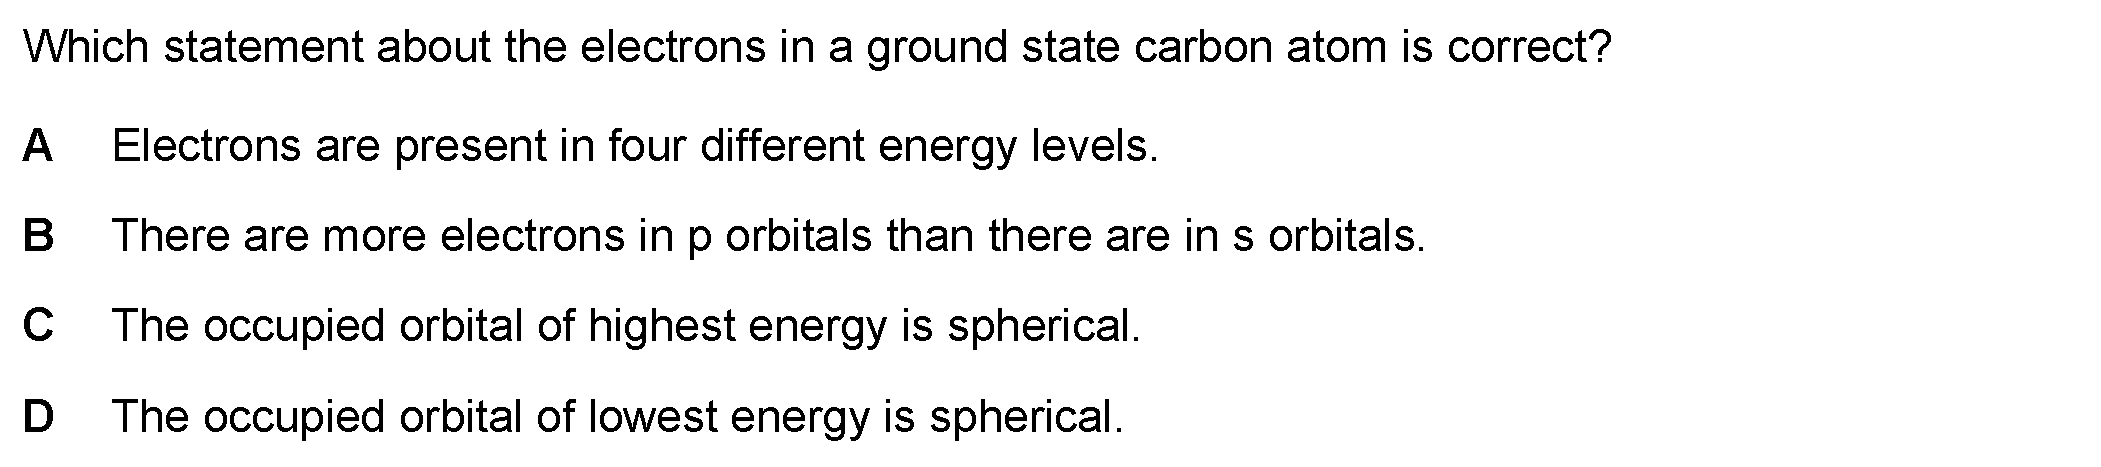 Which statement about the electrons in a ground state carbon atom is correct?
A Electrons are present in four different energy levels.
B There are more electrons in p orbitals than there are in s orbitals.
C The occupied orbital of highest energy is spherical.
D The occupied orbital of lowest energy is spherical.